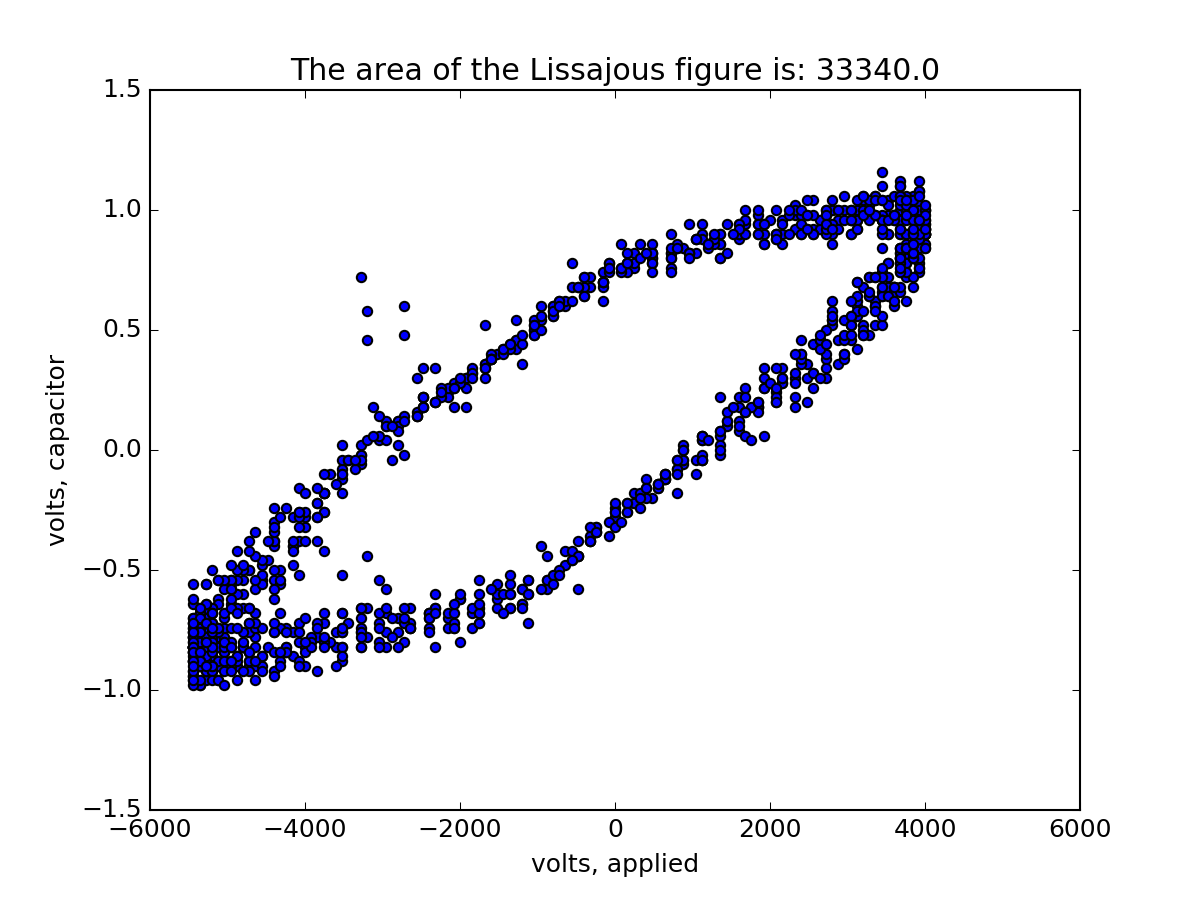 The area of the Lissajous figure is: 33340.0
1.5
1.0
0.5
0.0
−0.5
−1.0
−1.5
volts, capacitor
−6000 −4000 −2000 0 2000 4000 6000
volts, applied